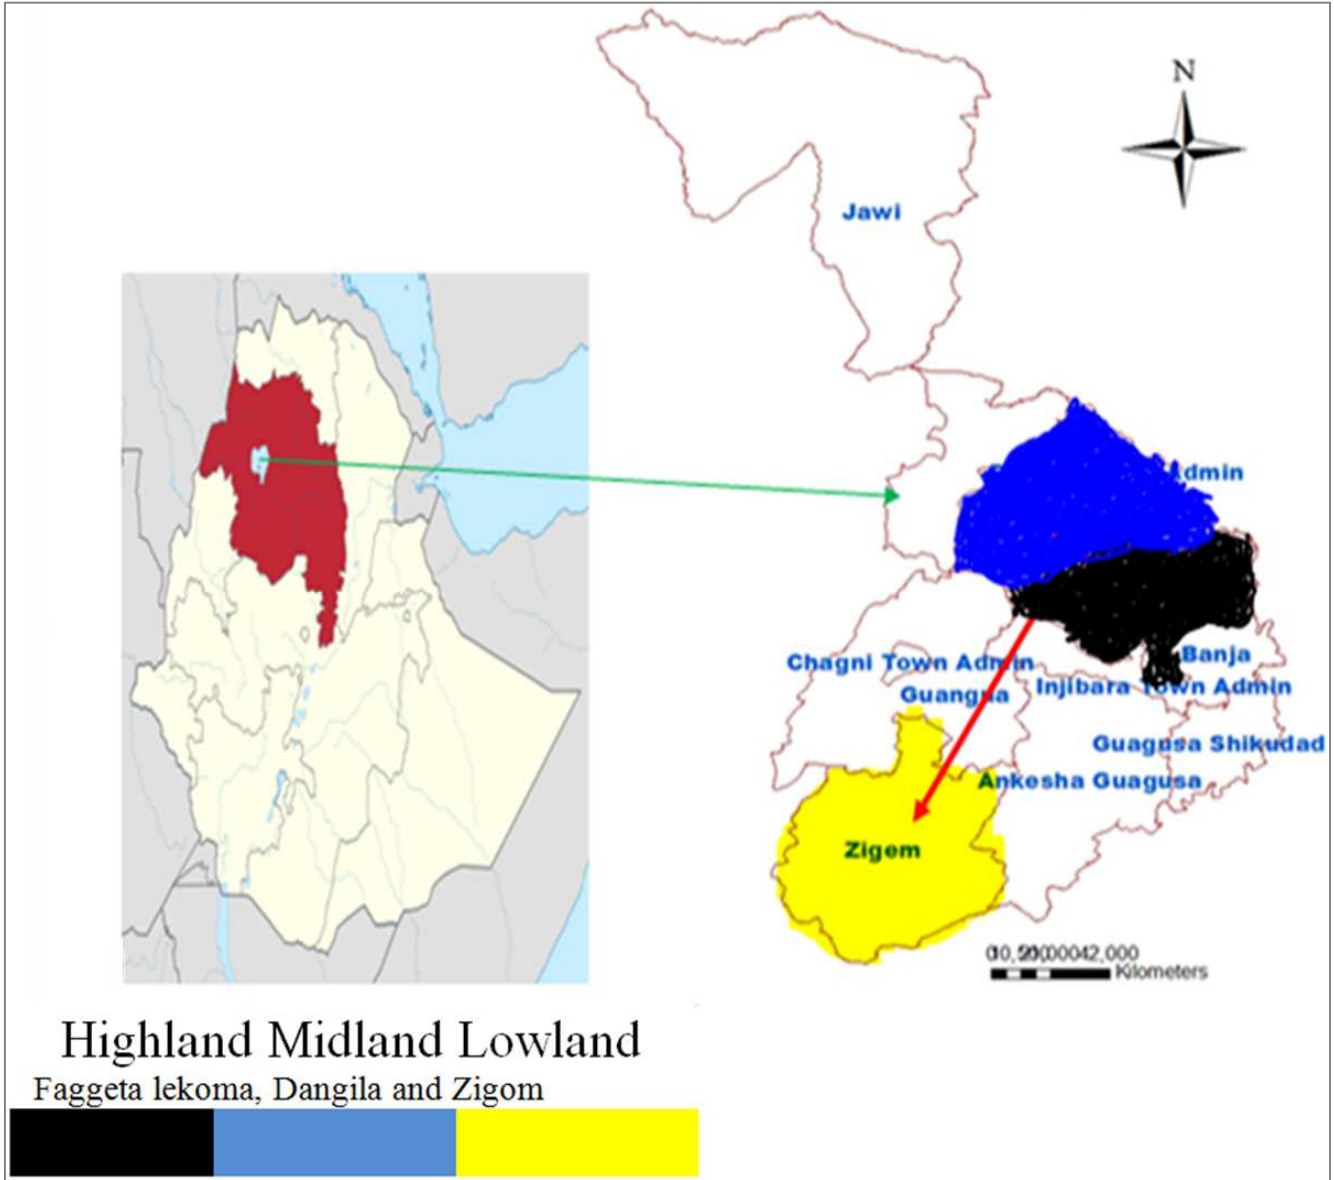 N
Jawi
dmin
Banja
Chagni Town Admin
Injibara Town Admin
Guangua
Guagusa Shikudad
Ankesha Guagusa
Zigem
Kilometers
Highland Midland Lowland
Faggeta lekoma, Dangila and Zigom